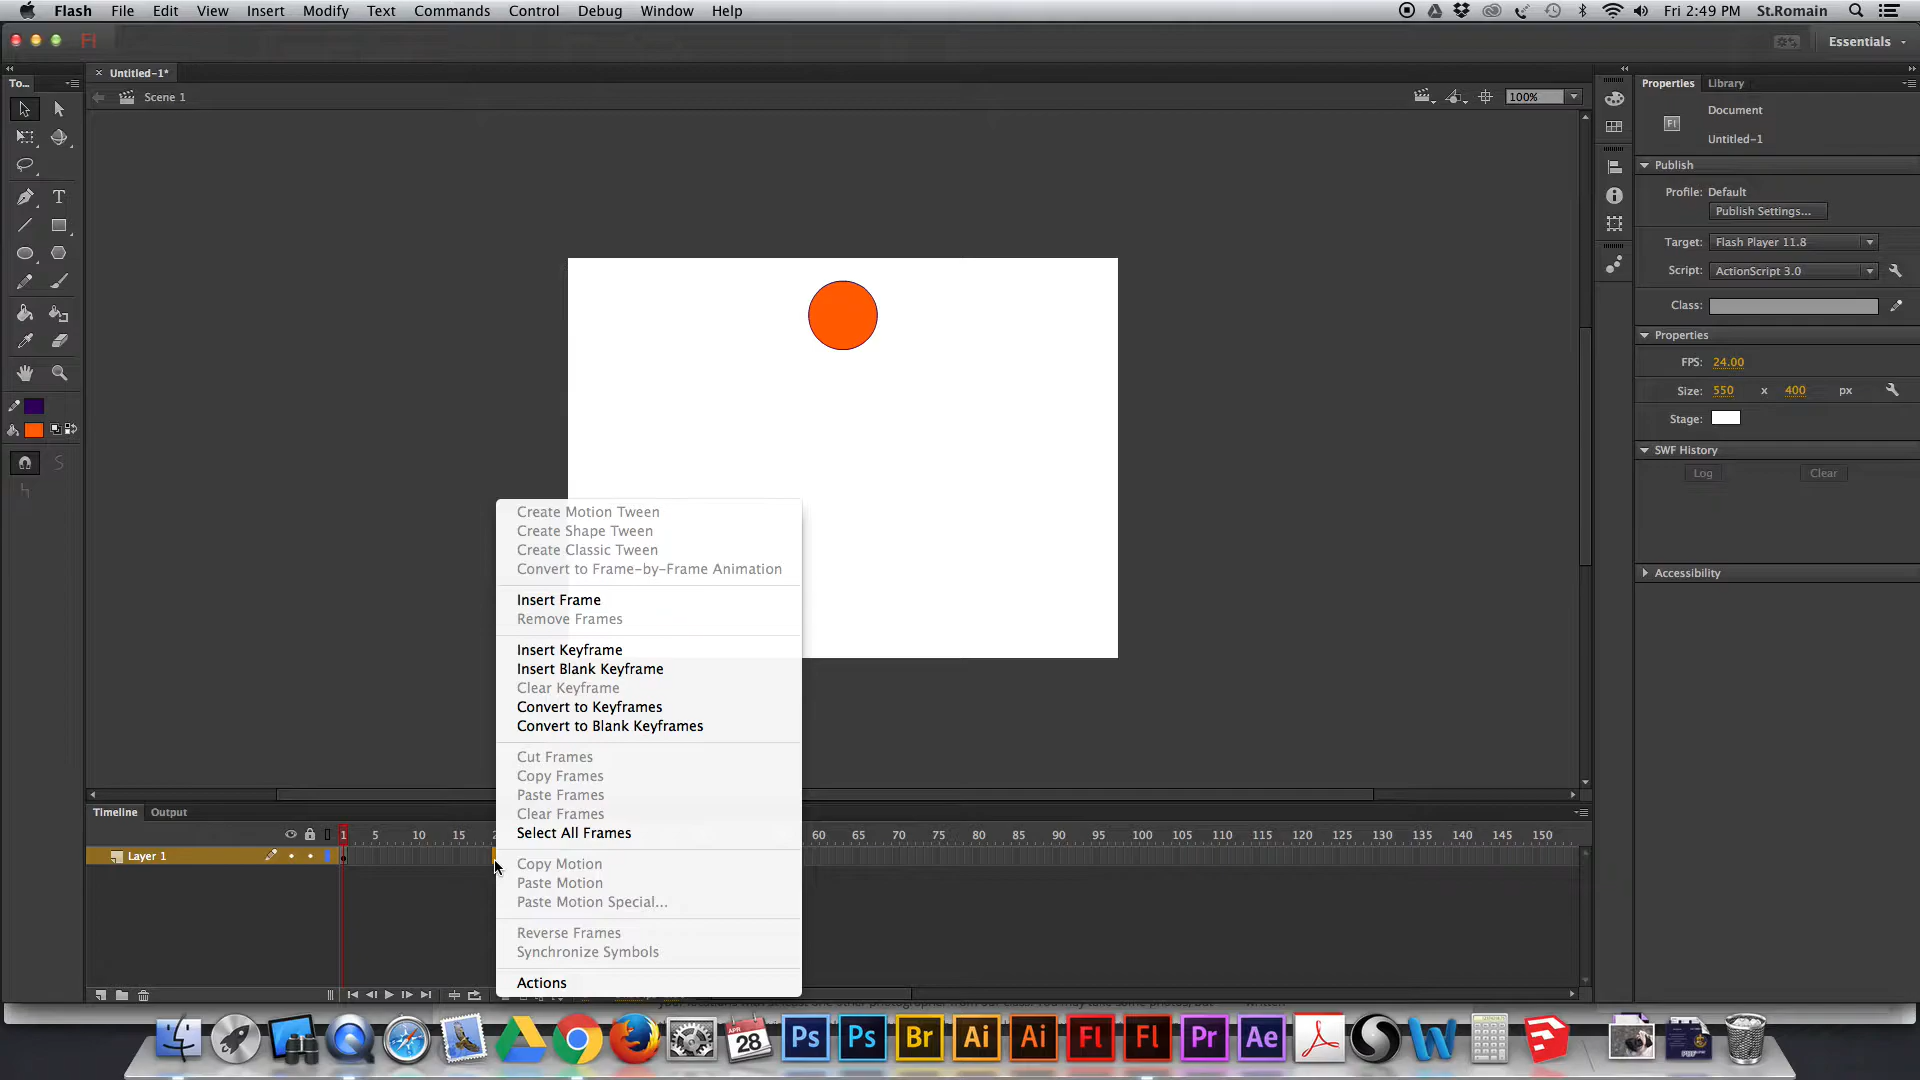 Flash File Edit View Insert Modify Text Commands Control Debug Window Help Fri 2:49 PM St.Romain
Fl Essentials
Untitled-1*
To...
Scene 1 100%
Properties Library
Document
Fl
Untitled-1
Publish
Profile: Default
Publish Settings...
Target: Flash Player 11.8
Script: ActionScript 3.0
Class:
Properties
FPS: 24.00
Size: 550 x 400 px
Stage:
SWF History
Log Clear
Accessibility
T
S
Create Motion Tween
Create Shape Tween
Create Classic Tween
Convert to Frame-by-Frame Animation
Insert Frame
Remove Frames
Insert Keyframe
Insert Blank Keyframe
Clear Keyframe
Convert to Keyframes
Convert to Blank Keyframes
Cut Frames
Copy Frames
Paste Frames
Clear Frames
Select All Frames
Copy Motion
Paste Motion
Paste Motion Special...
Reverse Frames
Synchronize Symbols
Actions
Timeline Output
1 5 10 15 60 65 70 75 80 85 90 95 100 105 110 115 120 125 130 135 140 145 150
Layer 1
APR
28
Ps Ps Br Ai Ai Fl Fl Pr Ae W